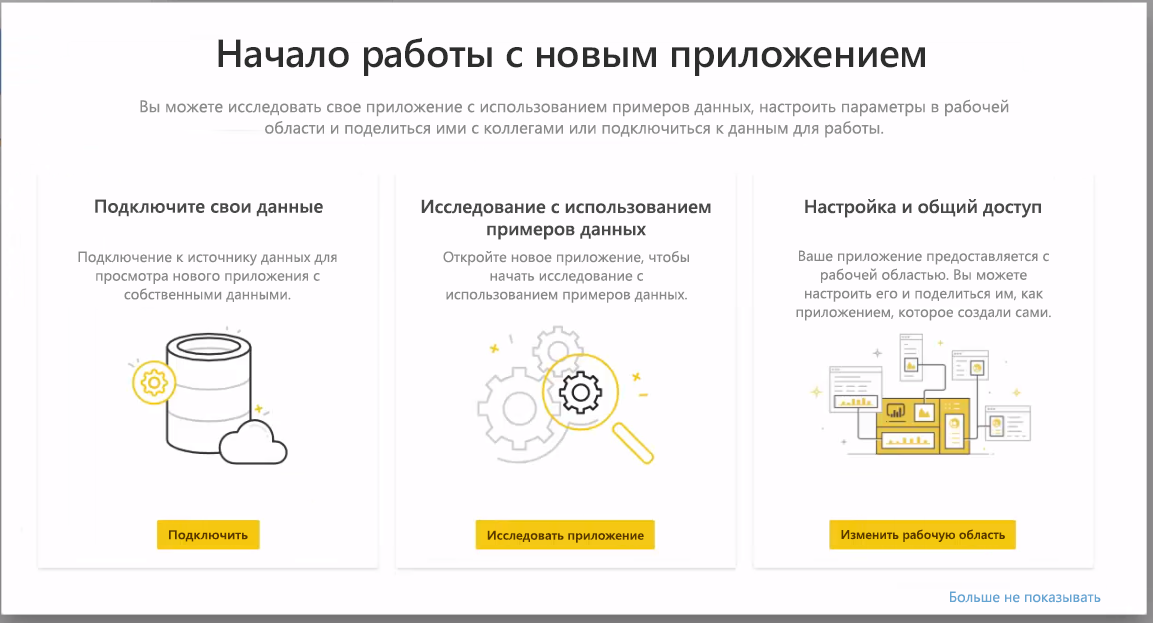 Начало работы с новым приложением
Вы можете исследовать свое приложение с использованием примеров данных, настроить параметры в рабочей
области и поделиться ими с коллегами или подключиться к данным для работы.
Подключите свои данные
Подключение к источнику данных для
просмотра нового приложения с
собственными данными.
Подключить
Исследование с использованием
примеров данных
Откройте новое приложение, чтобы
начать исследование с
использованием примеров данных.
Исследовать приложение
Настройка и общий доступ
Ваше приложение предоставляется с
рабочей областью. Вы можете
настроить его и поделиться им, как
приложением, которое создали сами.
Изменить рабочую область
Больше не показывать